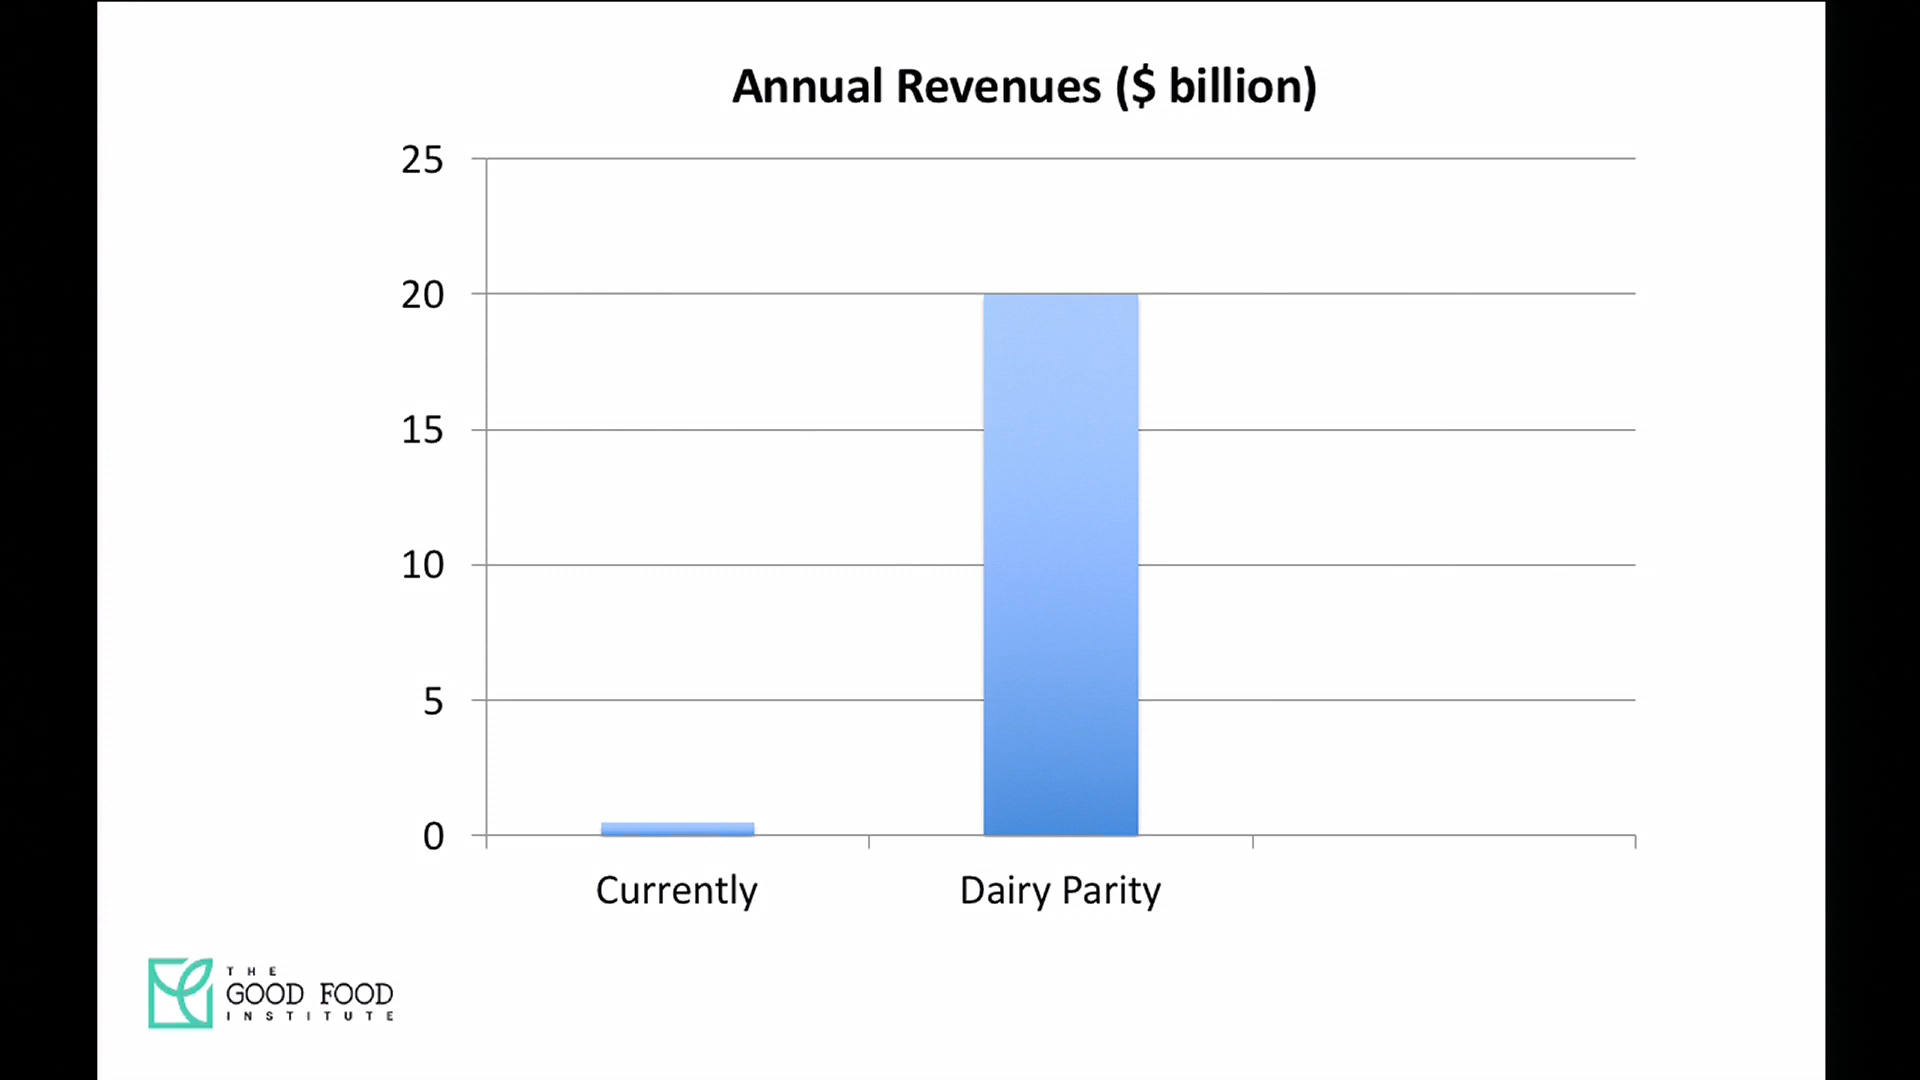 Annual Revenues ($ billion)
25
20
15
10
5
0
Currently
Dairy Parity
THE
GOOD FOOD
INSTITUTE